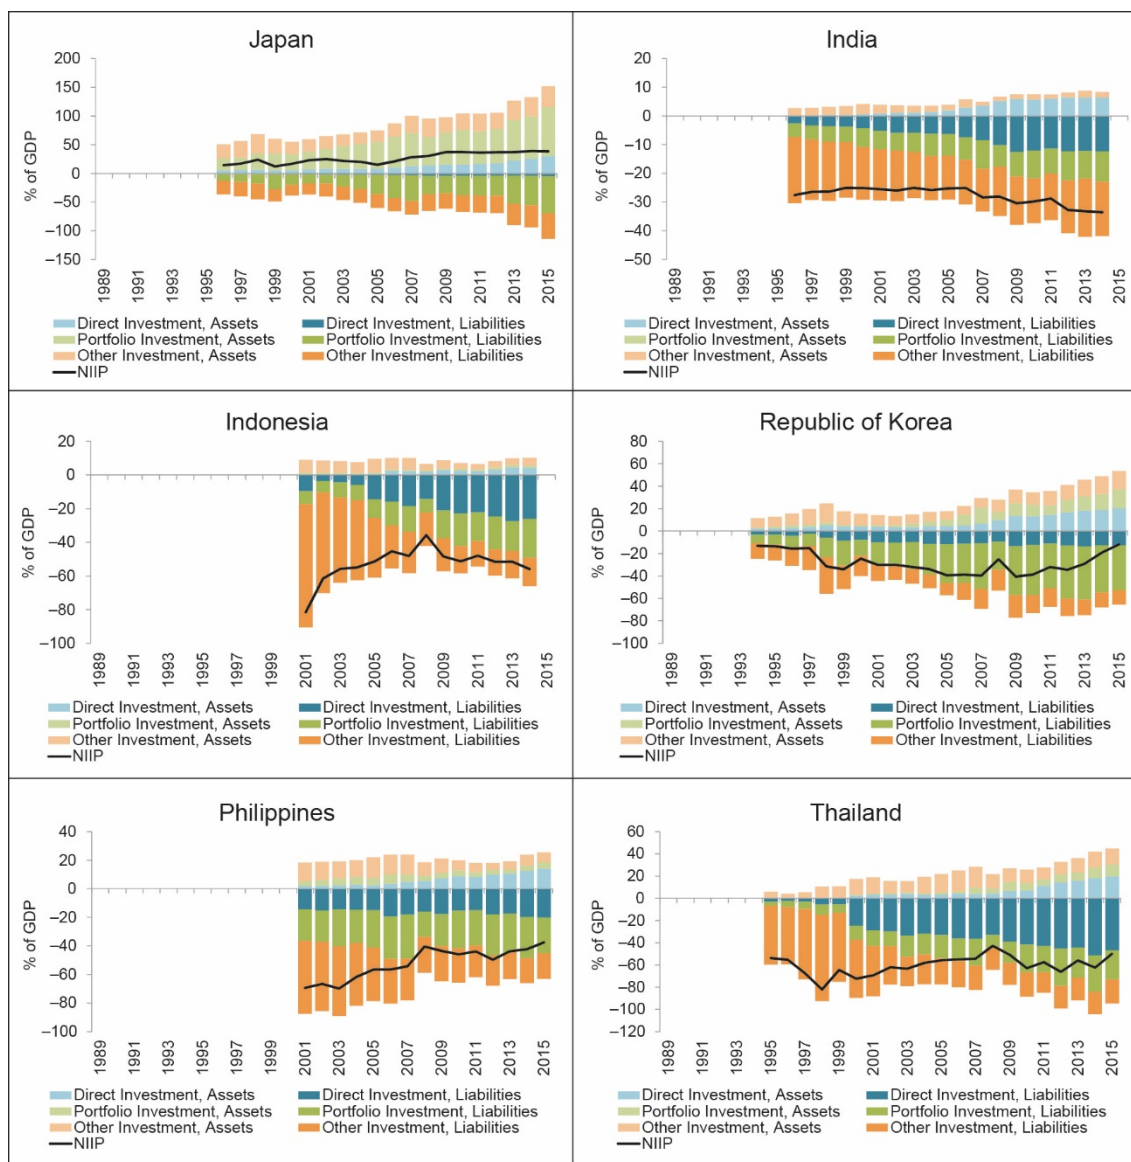 Japan
% of GDP
200
150
100
50
0
–50
–100
–150
1989 1991 1993 1995 1997 1999 2001 2003 2005 2007 2009 2011 2013 2015
Direct Investment, Assets Direct Investment, Liabilities
Portfolio Investment, Assets Portfolio Investment, Liabilities
Other Investment, Assets Other Investment, Liabilities
NIIP
India
% of GDP
20
10
0
–10
–20
–30
–40
–50
1989 1991 1993 1995 1997 1999 2001 2003 2005 2007 2009 2011 2013 2015
Direct Investment, Assets Direct Investment, Liabilities
Portfolio Investment, Assets Portfolio Investment, Liabilities
Other Investment, Assets Other Investment, Liabilities
NIIP
Indonesia
% of GDP
20
0
–20
–40
–60
–80
–100
1989 1991 1993 1995 1997 1999 2001 2003 2005 2007 2009 2011 2013 2015
Direct Investment, Assets Direct Investment, Liabilities
Portfolio Investment, Assets Portfolio Investment, Liabilities
Other Investment, Assets Other Investment, Liabilities
NIIP
Republic of Korea
% of GDP
80
60
40
20
0
–20
–40
–60
–80
–100
1989 1991 1993 1995 1997 1999 2001 2003 2005 2007 2009 2011 2013 2015
Direct Investment, Assets Direct Investment, Liabilities
Portfolio Investment, Assets Portfolio Investment, Liabilities
Other Investment, Assets Other Investment, Liabilities
NIIP
Philippines
% of GDP
40
20
0
–20
–40
–60
–80
–100
1989 1991 1993 1995 1997 1999 2001 2003 2005 2007 2009 2011 2013 2015
Direct Investment, Assets Direct Investment, Liabilities
Portfolio Investment, Assets Portfolio Investment, Liabilities
Other Investment, Assets Other Investment, Liabilities
NIIP
Thailand
% of GDP
60
40
20
0
–20
–40
–60
–80
–100
–120
1989 1991 1993 1995 1997 1999 2001 2003 2005 2007 2009 2011 2013 2015
Direct Investment, Assets Direct Investment, Liabilities
Portfolio Investment, Assets Portfolio Investment, Liabilities
Other Investment, Assets Other Investment, Liabilities
NIIP